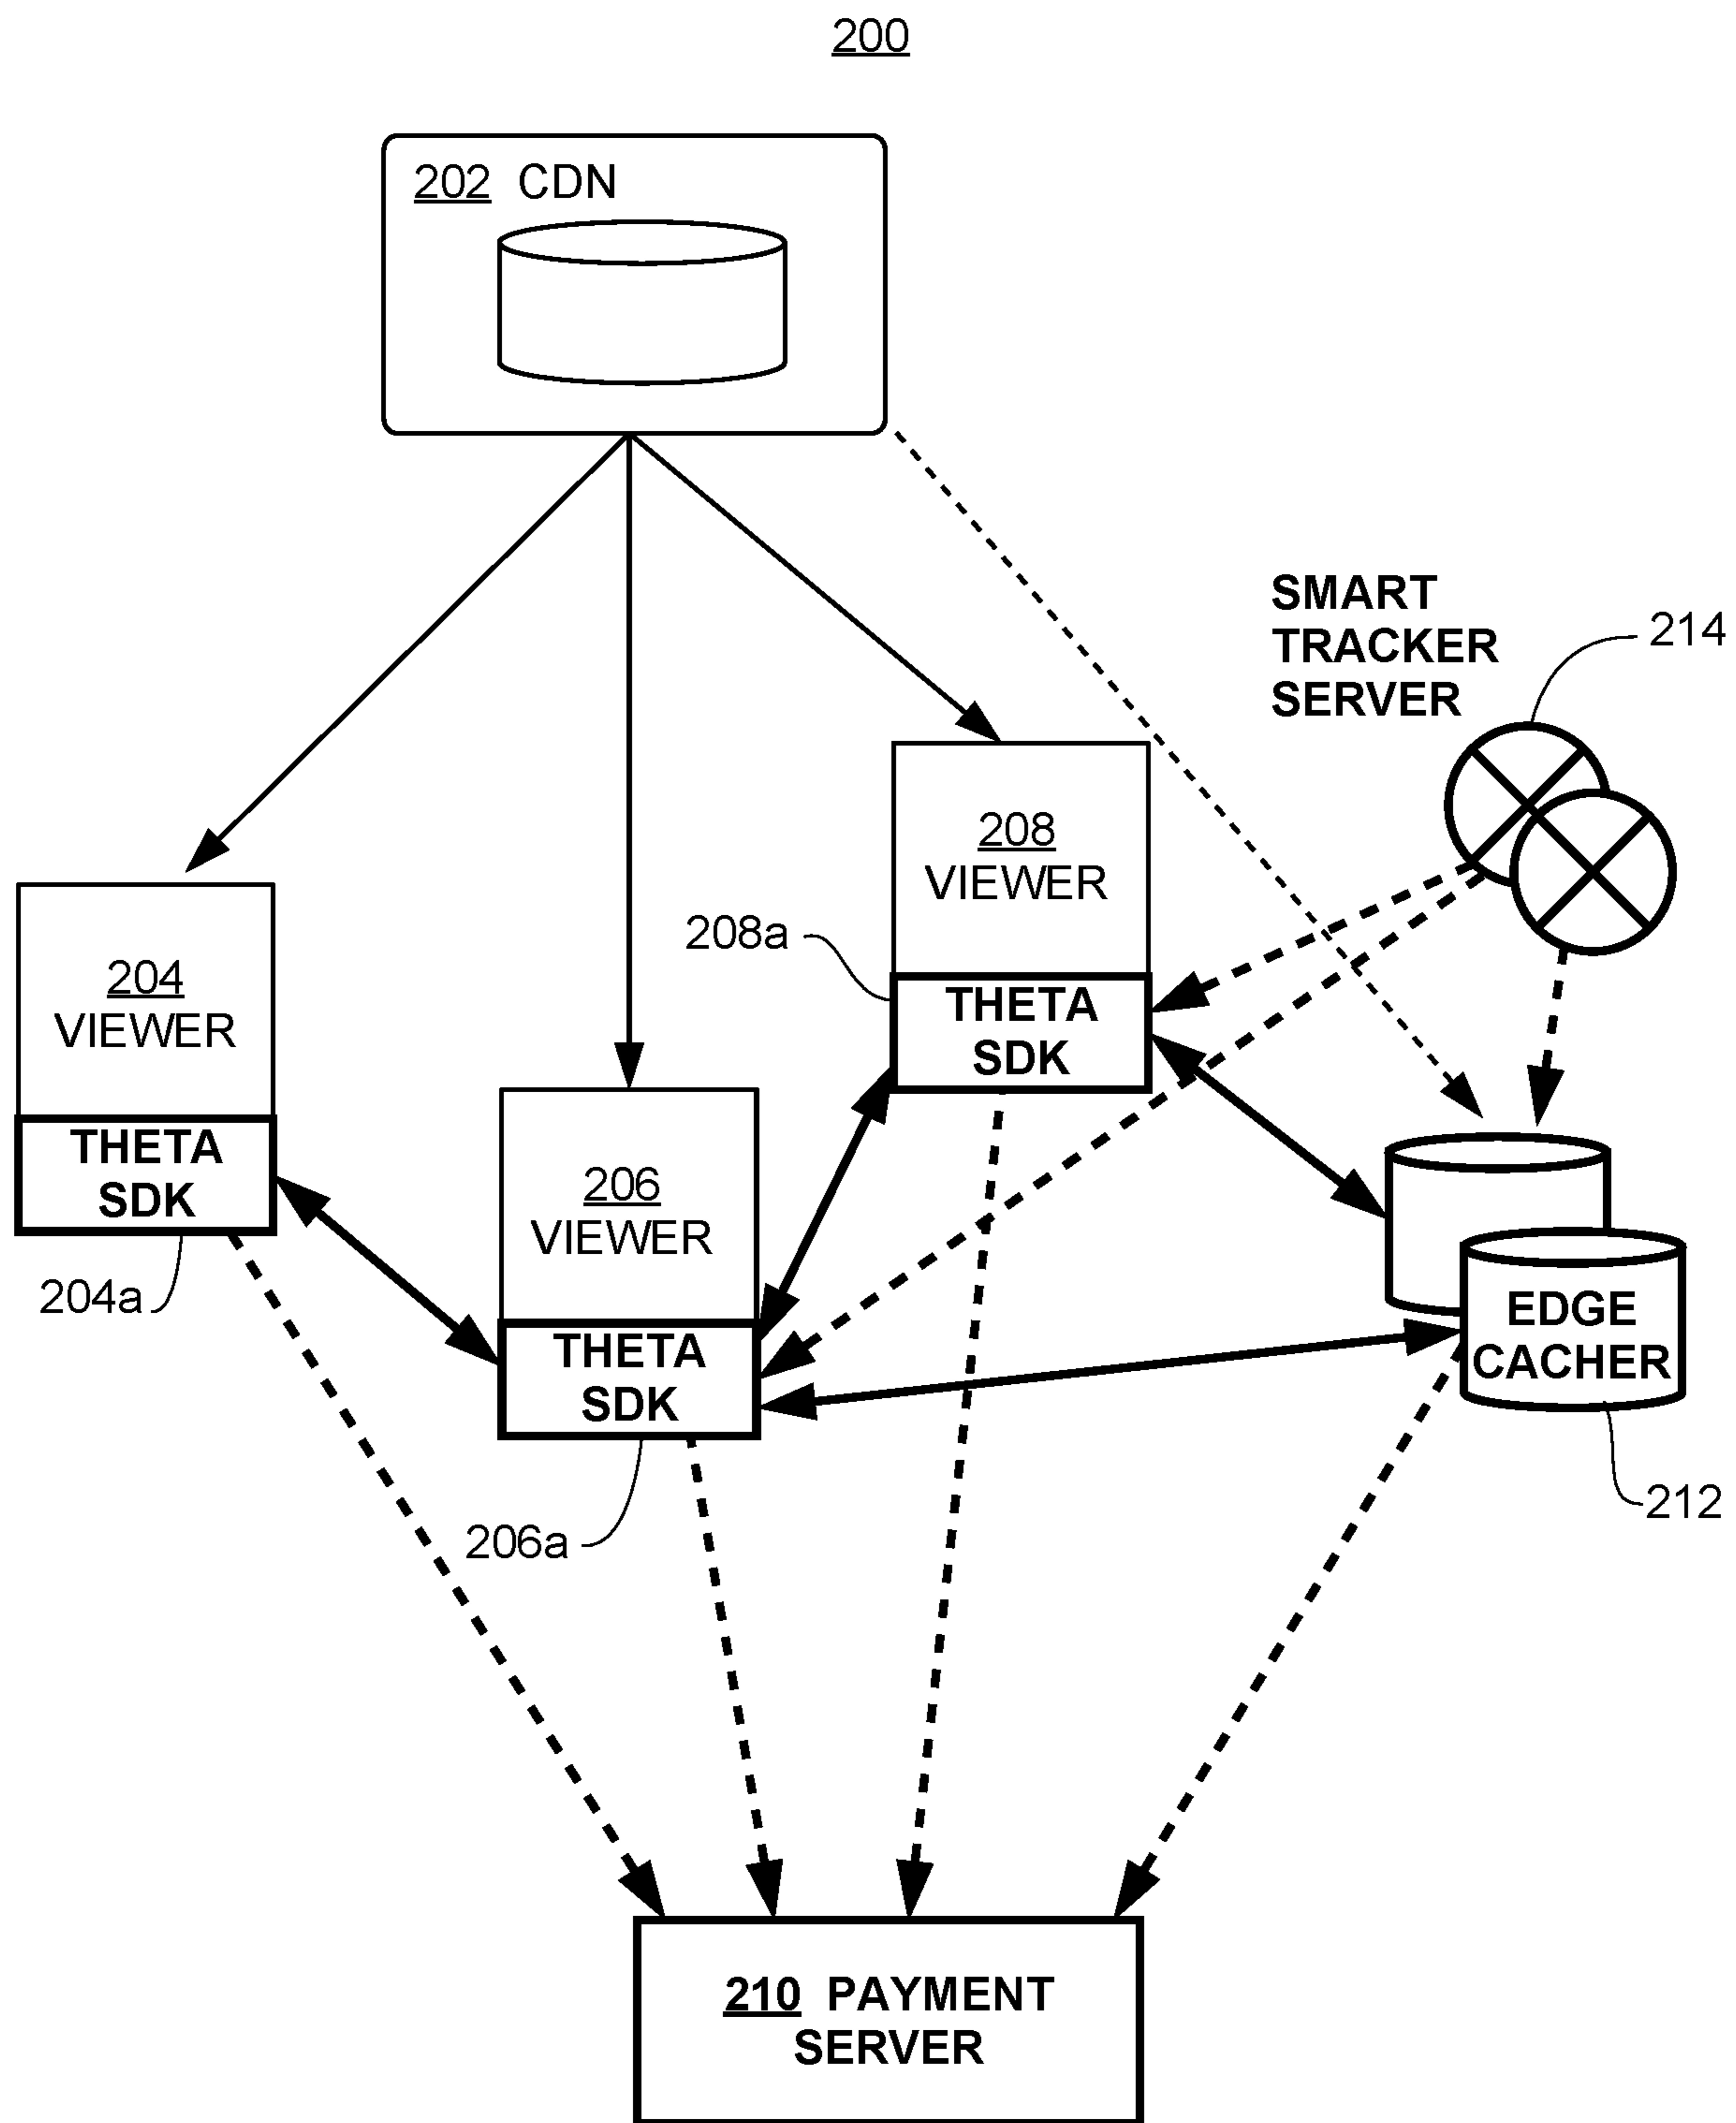 200
202 CDN
SMART
TRACKER
SERVER
214
208
VIEWER
208a
THETA
SDK
204
VIEWER
THETA
SDK
204a
206
VIEWER
THETA
SDK
206a
EDGE
CACHER
212
210 PAYMENT
SERVER